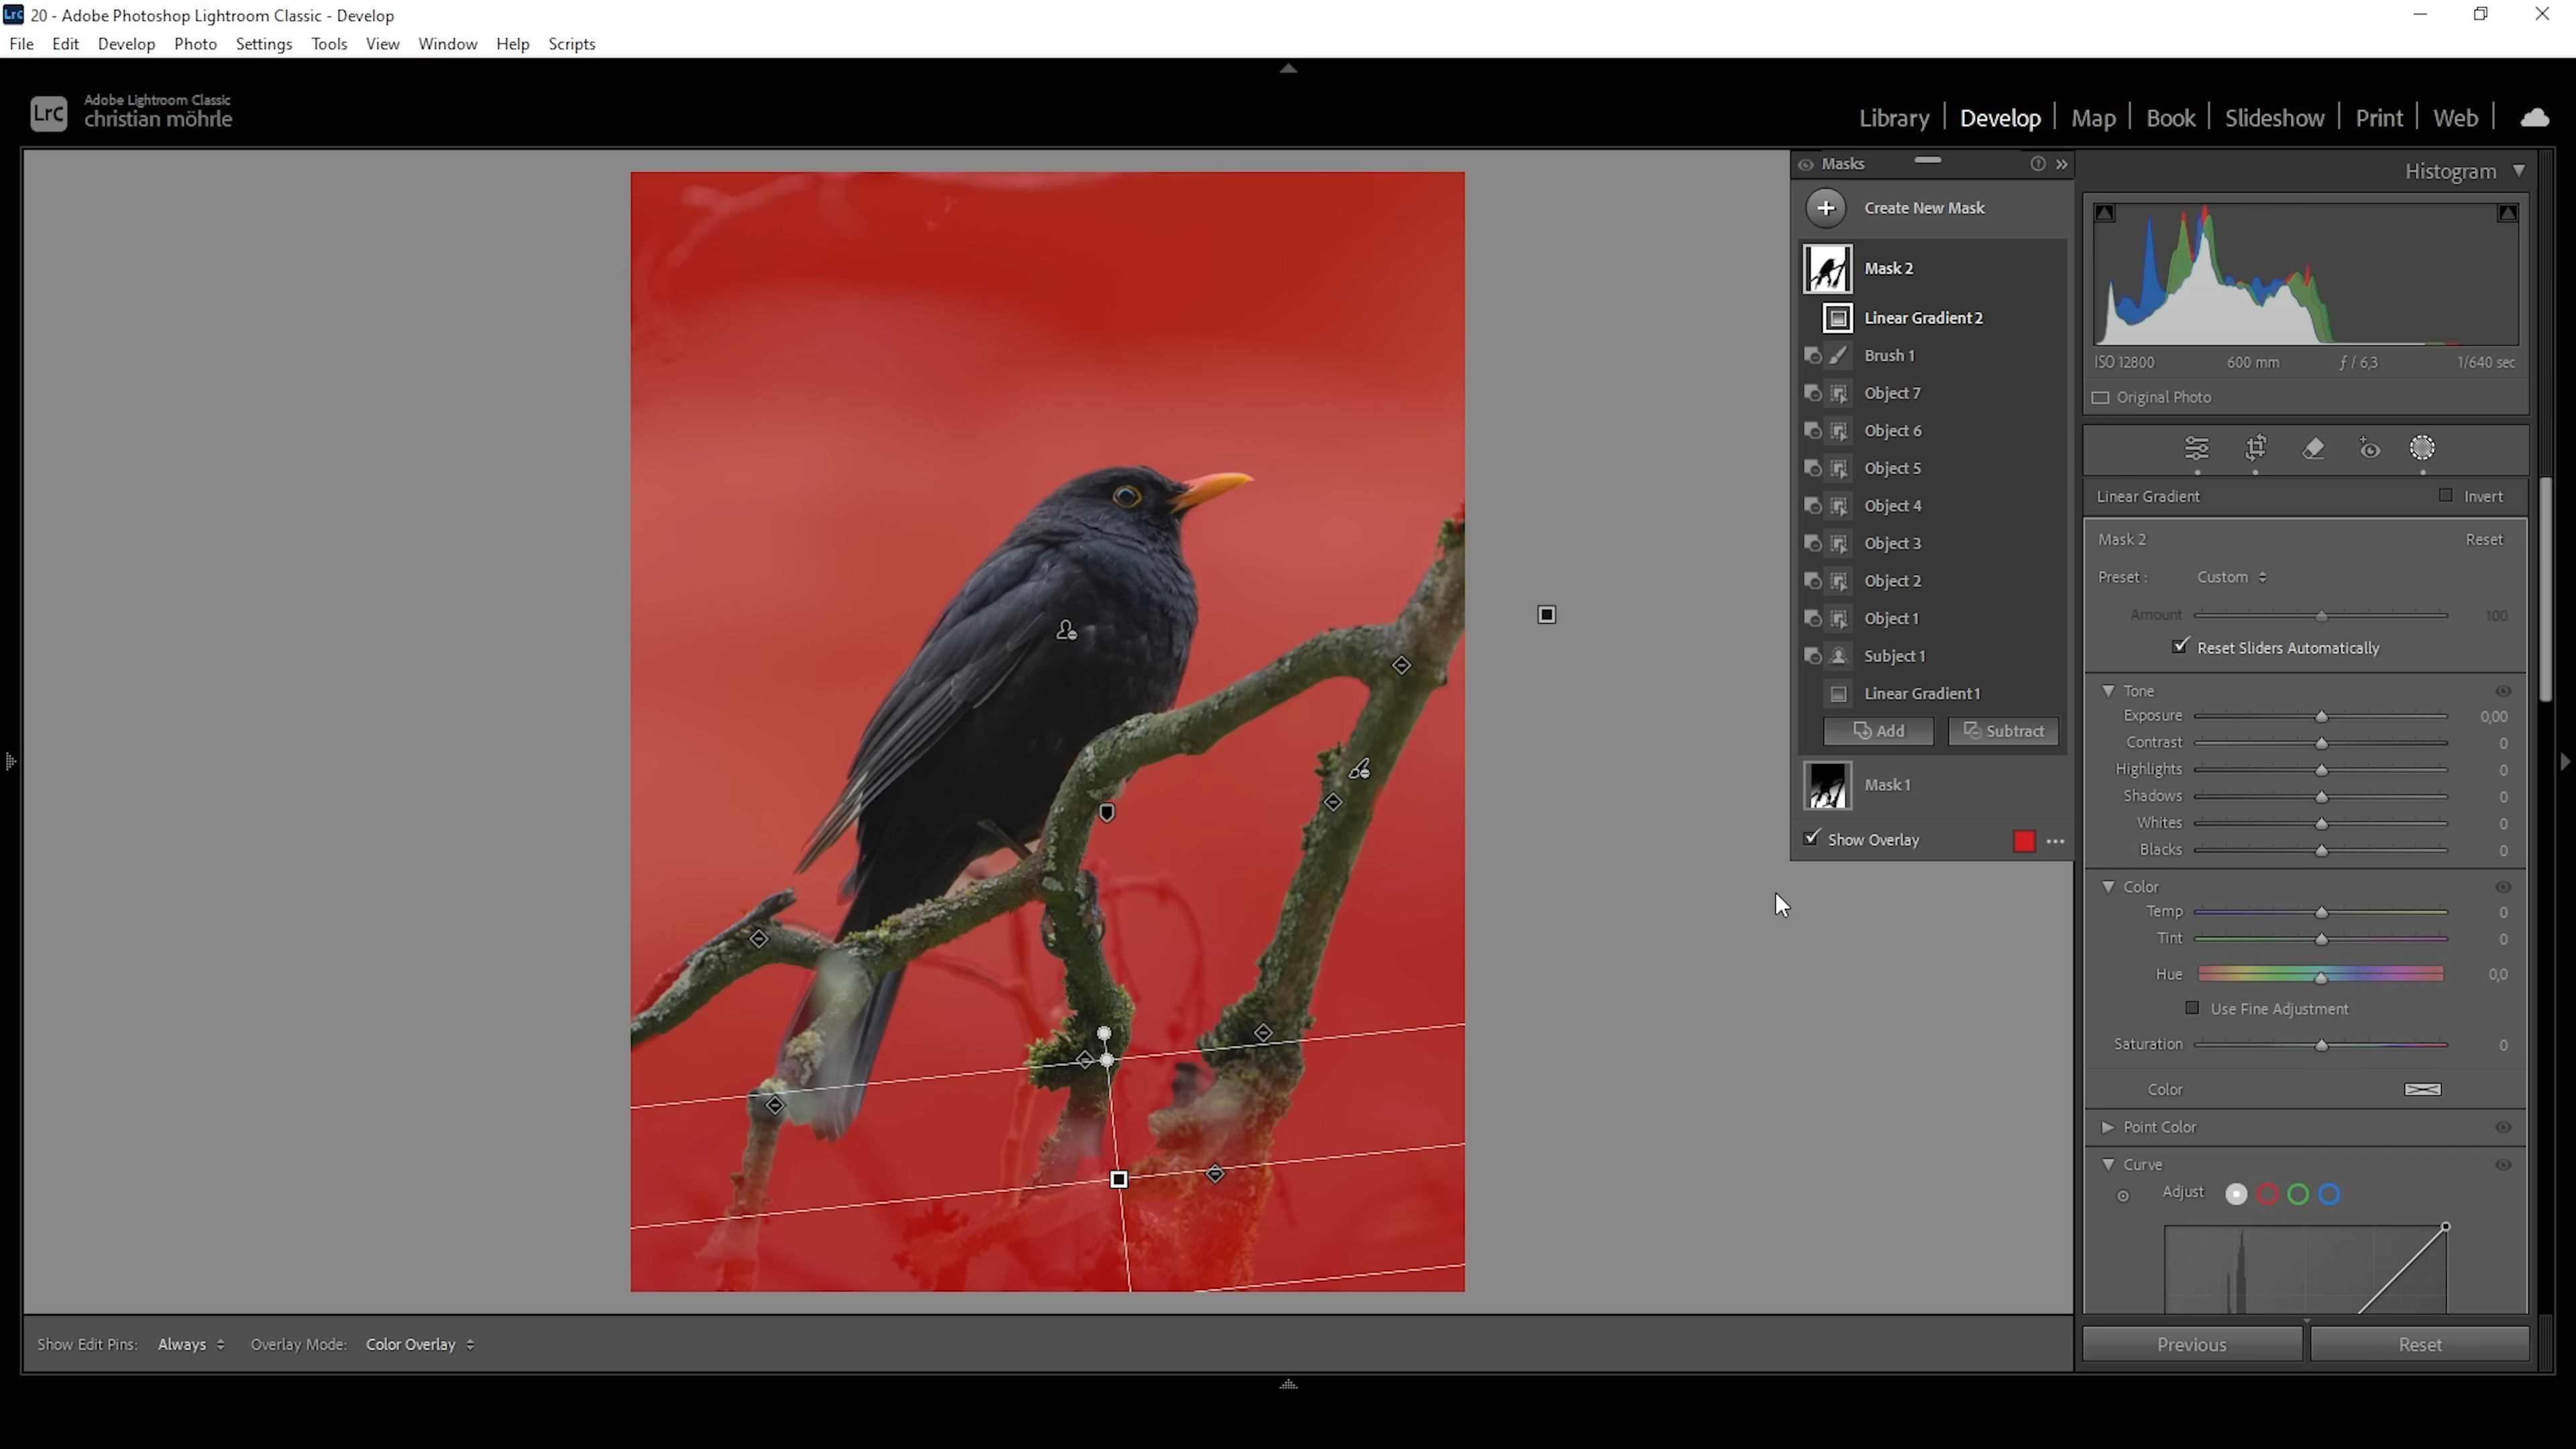 Lrc 20 - Adobe Photoshop Lightroom Classic - Develop
File Edit Develop Photo Settings Tools View Window Help Scripts
Lrc
Adobe Lightroom Classic
christian möhrle
Library | Develop | Map | Book | Slideshow | Print | Web |
Masks
Create New Mask
Mask 2
Linear Gradient 2
Brush 1
Object 7
Object 6
Object 5
Object 4
Object 3
Object 2
Object 1
Subject 1
Linear Gradient 1
Add Subtract
Mask 1
Show Overlay
Histogram
ISO 12800 600 mm ƒ / 6,3 1/640 sec
Original Photo
Linear Gradient Invert
Mask 2 Reset
Preset : Custom
Amount 100
Reset Sliders Automatically
Tone
Exposure 0,00
Contrast 0
Highlights 0
Shadows 0
Whites 0
Blacks 0
Color
Temp 0
Tint 0
Hue 0,0
Use Fine Adjustment
Saturation 0
Color
Point Color
Curve
Adjust
Previous Reset
Show Edit Pins: Always Overlay Mode: Color Overlay